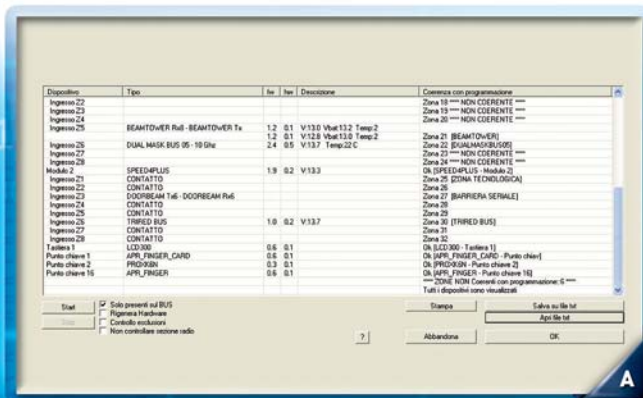 Dispositivo Tipo fw hw Descrizione Coerenza con programmazione
Ingresso Z2 Zona 18 **** NON COERENTE ****
Ingresso Z3 Zona 19 **** NON COERENTE ****
Ingresso Z4 Zona 20 **** NON COERENTE ****
Ingresso Z5 BEAMTOWER Rx8 - BEAMTOWER Tx 1.2 0.1 V:13.0 Vbat:13.2 Temp:2
1.2 0.1 V:12.8 Vbat:13.0 Temp:2 Zona 21 [BEAMTOWER]
Ingresso Z6 DUAL MASK BUS 05 - 10 Ghz 2.4 0.5 V:13.7 Temp:22 C Zona 22 [DUALMASKBUS05]
Ingresso Z7 Zona 23 **** NON COERENTE ****
Ingresso Z8 Zona 24 **** NON COERENTE ****
Modulo 2 SPEED4PLUS 1.9 0.2 V:13.3 Ok [SPEED4PLUS - Modulo 2]
Ingresso Z1 CONTATTO Zona 25 [ZONA TECNOLOGICA]
Ingresso Z2 CONTATTO Zona 26
Ingresso Z3 DOORBEAM Tx6 - DOORBEAM Rx6 Zona 27 [BARRIERA SERIALE]
Ingresso Z4 CONTATTO Zona 28
Ingresso Z5 CONTATTO Zona 29
Ingresso Z6 TRIRED BUS 1.0 0.2 V:13.7 Zona 30 [TRIRED BUS]
Ingresso Z7 CONTATTO Zona 31
Ingresso Z8 CONTATTO Zona 32
Tastiera 1 LCD300 0.6 0.1 Ok [LCD300 - Tastiera 1]
Punto chiave 1 APR_FINGER_CARD 0.6 0.1 Ok [APR_FINGER_CARD - Punto chiav]
Punto chiave 2 PROXK6N 0.3 0.1 Ok [PROXK6N - Punto chiave 2]
Punto chiave 16 APR_FINGER 0.6 0.1 Ok [APR_FINGER - Punto chiave 16]
**** ZONE NON Coerenti con programmazione: 6 ****
Tutti i dispositivi sono visualizzati
Start
Solo presenti sul BUS
Rigenera Hardware
Controllo esclusioni
Non controllare sezione radio
?
Stampa
Salva su file txt
Apri file txt
Abbandona
OK
A